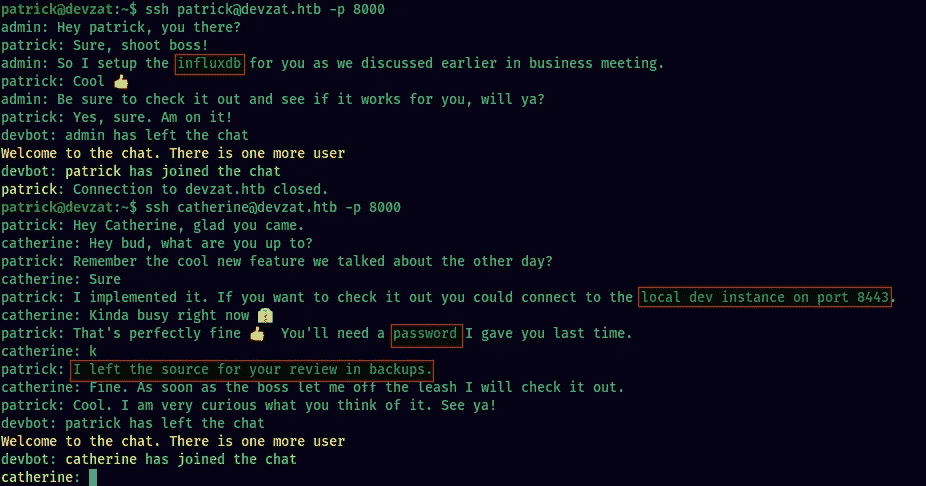 patrick@devzat:~$ ssh patrick@devzat.htb -p 8000
admin: Hey patrick, you there?
patrick: Sure, shoot boss!
admin: So I setup the influxdb for you as we discussed earlier in business meeting.
patrick: Cool 👍
admin: Be sure to check it out and see if it works for you, will ya?
patrick: Yes, sure. Am on it!
devbot: admin has left the chat
Welcome to the chat. There is one more user
devbot: patrick has joined the chat
patrick: Connection to devzat.htb closed.
patrick@devzat:~$ ssh catherine@devzat.htb -p 8000
patrick: Hey Catherine, glad you came.
catherine: Hey bud, what are you up to?
patrick: Remember the cool new feature we talked about the other day?
catherine: Sure
patrick: I implemented it. If you want to check it out you could connect to the local dev instance on port 8443.
catherine: Kinda busy right now
patrick: That's perfectly fine 👍 You'll need a password I gave you last time.
catherine: k
patrick: I left the source for your review in backups.
catherine: Fine. As soon as the boss let me off the leash I will check it out.
patrick: Cool. I am very curious what you think of it. See ya!
devbot: patrick has left the chat
Welcome to the chat. There is one more user
devbot: catherine has joined the chat
catherine: